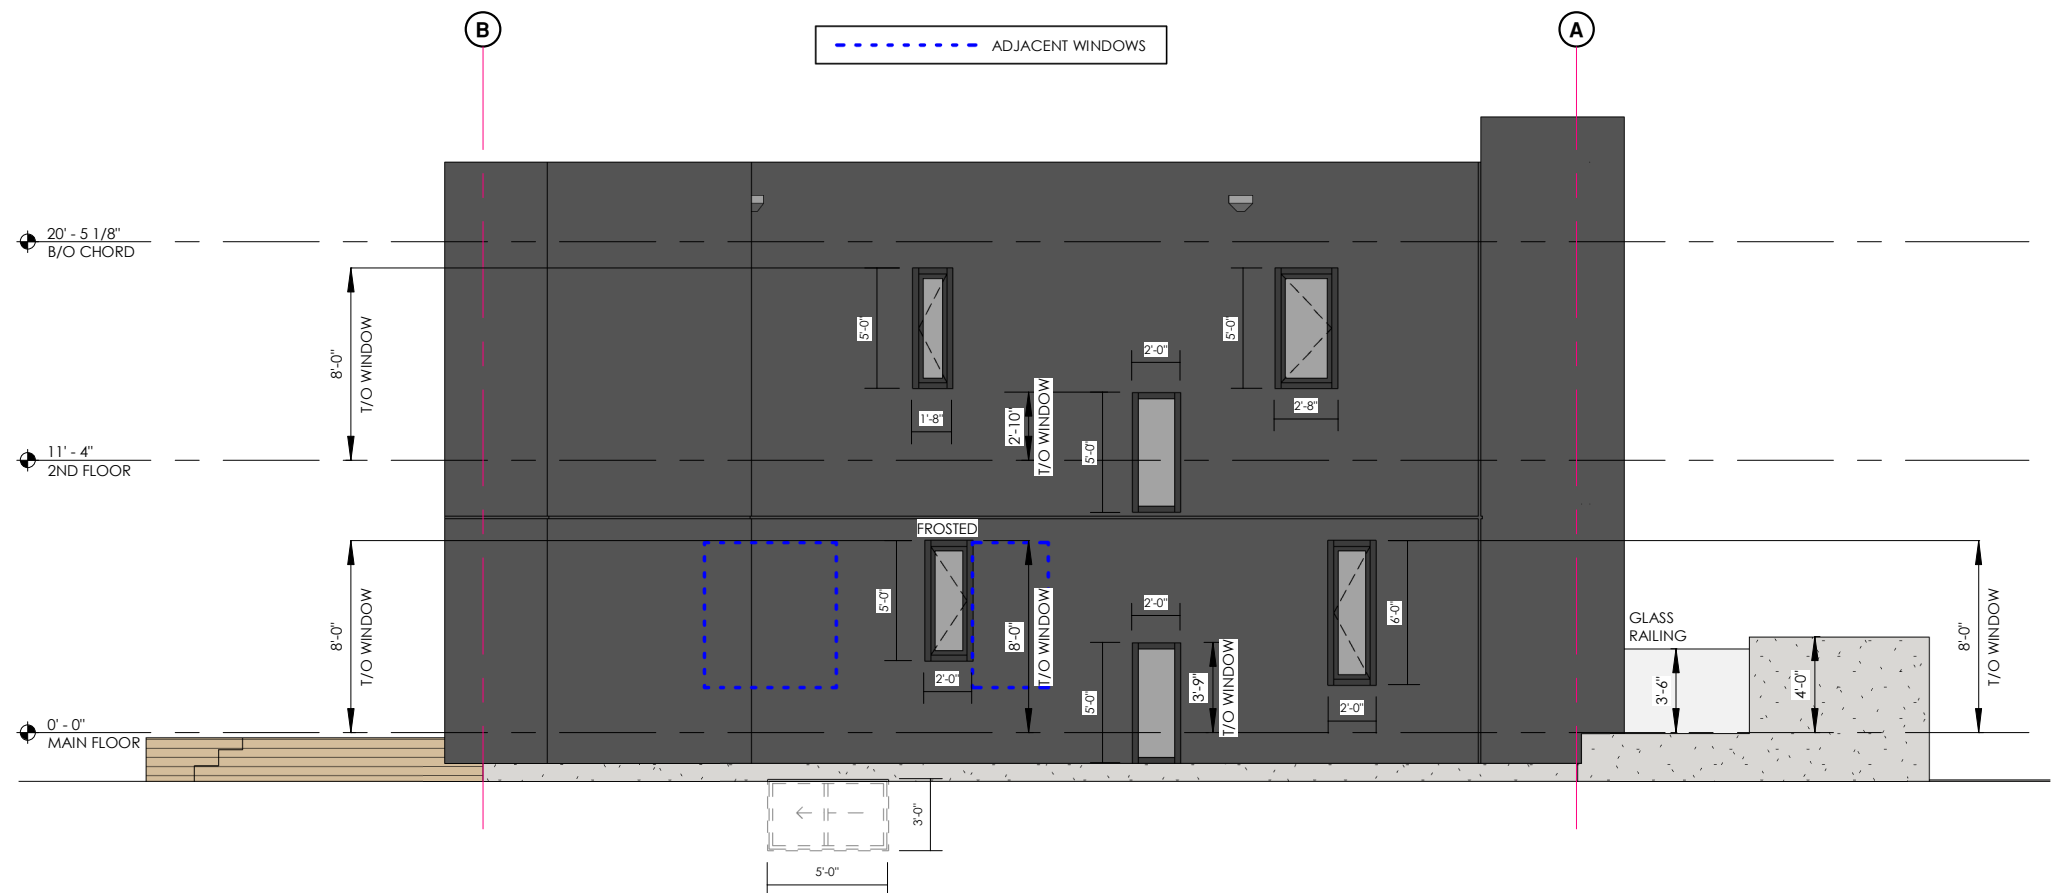 B
A
ADJACENT WINDOWS
20' - 5 1/8"
B/O CHORD
8'-0"
T/O WINDOW
5'-0"
5'-0"
2'-0"
1'-8"
2'-10"
T/O WINDOW
5'-0"
2'-8"
11' - 4"
2ND FLOOR
FROSTED
8'-0"
T/O WINDOW
5'-0"
2'-0"
8'-0"
T/O WINDOW
2'-0"
5'-0"
3'-9"
T/O WINDOW
6'-0"
2'-0"
GLASS
RAILING
3'-6"
4'-0"
8'-0"
T/O WINDOW
0' - 0"
MAIN FLOOR
3'-0"
5'-0"